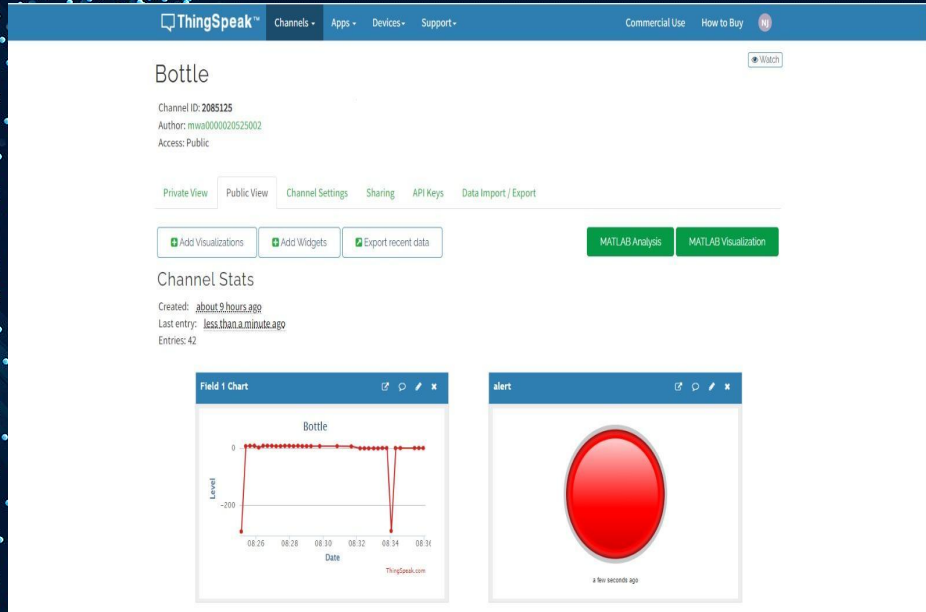 ThingSpeak™ Channels Apps Devices Support Commercial Use How to Buy NJ
Watch
Bottle
Channel ID: 2085125
Author: mwa0000020525002
Access: Public
Private View Public View Channel Settings Sharing API Keys Data Import / Export
Add Visualizations Add Widgets Export recent data MATLAB Analysis MATLAB Visualization
Channel Stats
Created: about 9 hours ago
Last entry: less than a minute ago
Entries: 42
Field 1 Chart
Bottle
Level
0
-200
08:26 08:28 08:30 08:32 08:34 08:36
Date
ThingSpeak.com
alert
a few seconds ago